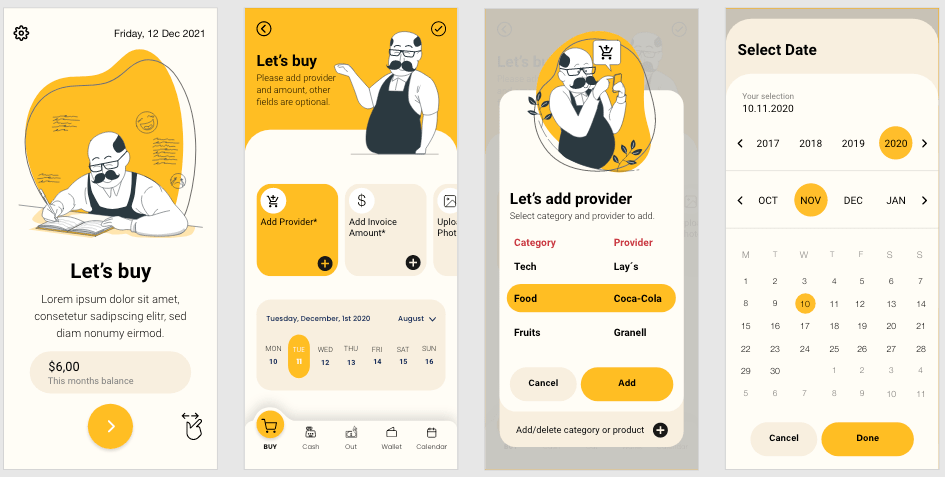 Friday, 12 Dec 2021
Let's buy
Lorem ipsum dolor sit amet,
consetetur sadipscing elitr, sed
diam nonumy eirmod.
$6,00
This months balance
Let's buy
Please add provider
and amount, other
fields are optional.
Add Provider*
Add Invoice
Amount*
Tuesday, December, 1st 2020 August
MON TUE WED THU FRI SAT SUN
10 11 12 13 14 15 16
BUY Cash Out Wallet Calendar
Let's add provider
Select category and provider to add.
Category Provider
Tech Lay´s
Food Coca-Cola
Fruits Granell
Cancel Add
Add/delete category or product
Select Date
Your selection
10.11.2020
2017 2018 2019 2020
OCT NOV DEC JAN
M T W T F S S
1 2 3 4 5 6 7
8 9 10 11 12 13 14
15 16 17 18 19 20 21
22 23 24 25 26 27 28
29 30 1 2 3 4
5 6 7 8 9 10 11
Cancel Done